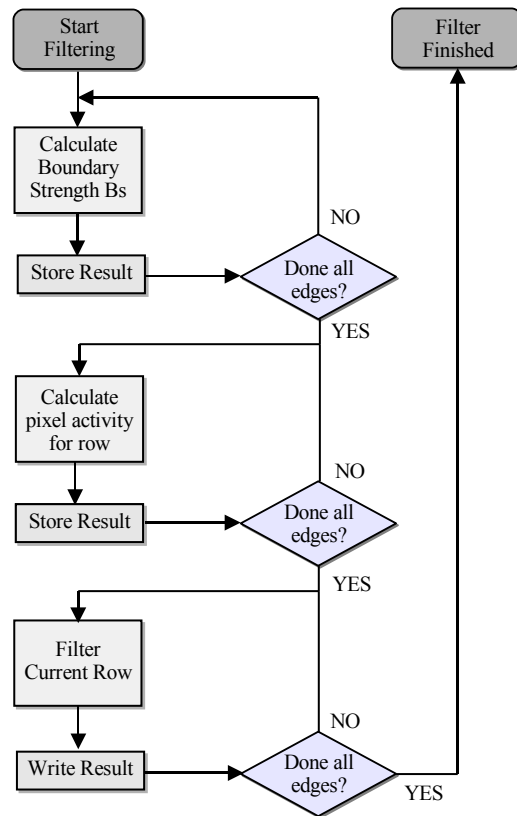 Start
Filtering
Filter
Finished
Calculate
Boundary
Strength Bs
NO
Store Result
Done all
edges?
YES
Calculate
pixel activity
for row
NO
Store Result
Done all
edges?
YES
Filter
Current Row
NO
Write Result
Done all
edges?
YES